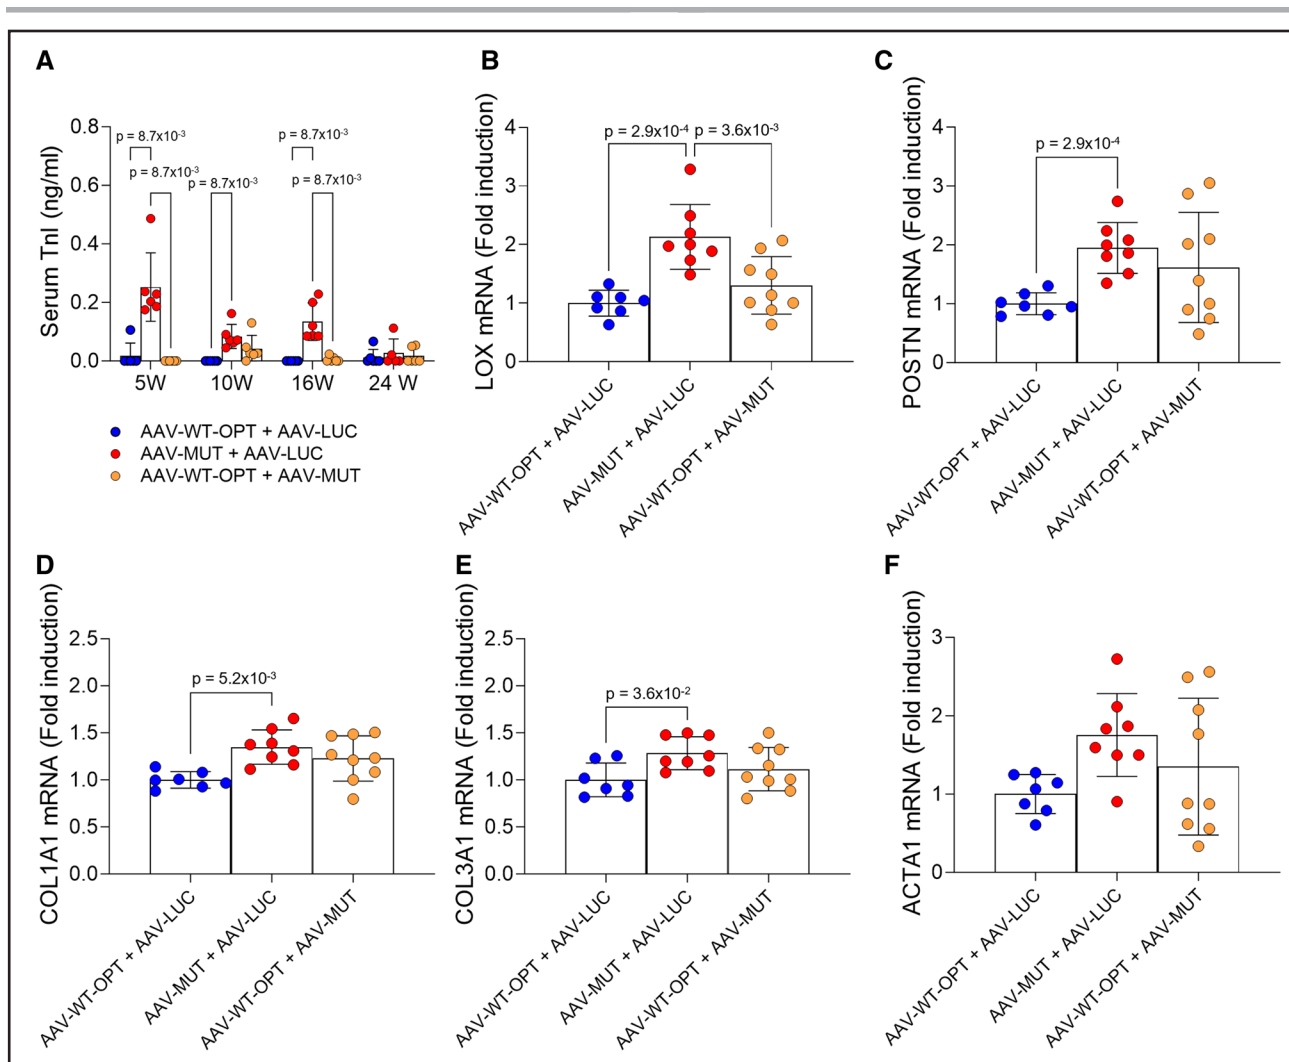 A
Serum TnI (ng/ml)
0.8
0.6
0.4
0.2
0.0
p = 8.7x10-3
p = 8.7x10-3
p = 8.7x10-3
p = 8.7x10-3
p = 8.7x10-3
5W
10W
16W
24 W
AAV-WT-OPT + AAV-LUC
AAV-MUT + AAV-LUC
AAV-WT-OPT + AAV-MUT
B
LOX mRNA (Fold induction)
4
3
2
1
0
p = 2.9x10-4
p = 3.6x10-3
AAV-WT-OPT + AAV-LUC
AAV-MUT + AAV-LUC
AAV-WT-OPT + AAV-MUT
C
POSTN mRNA (Fold induction)
4
3
2
1
0
p = 2.9x10-4
AAV-WT-OPT + AAV-LUC
AAV-MUT + AAV-LUC
AAV-WT-OPT + AAV-MUT
D
COL1A1 mRNA (Fold induction)
2.5
2.0
1.5
1.0
0.5
0.0
p = 5.2x10-3
AAV-WT-OPT + AAV-LUC
AAV-MUT + AAV-LUC
AAV-WT-OPT + AAV-MUT
E
COL3A1 mRNA (Fold induction)
2.5
2.0
1.5
1.0
0.5
0.0
p = 3.6x10-2
AAV-WT-OPT + AAV-LUC
AAV-MUT + AAV-LUC
AAV-WT-OPT + AAV-MUT
F
ACTA1 mRNA (Fold induction)
3
2
1
0
AAV-WT-OPT + AAV-LUC
AAV-MUT + AAV-LUC
AAV-WT-OPT + AAV-MUT